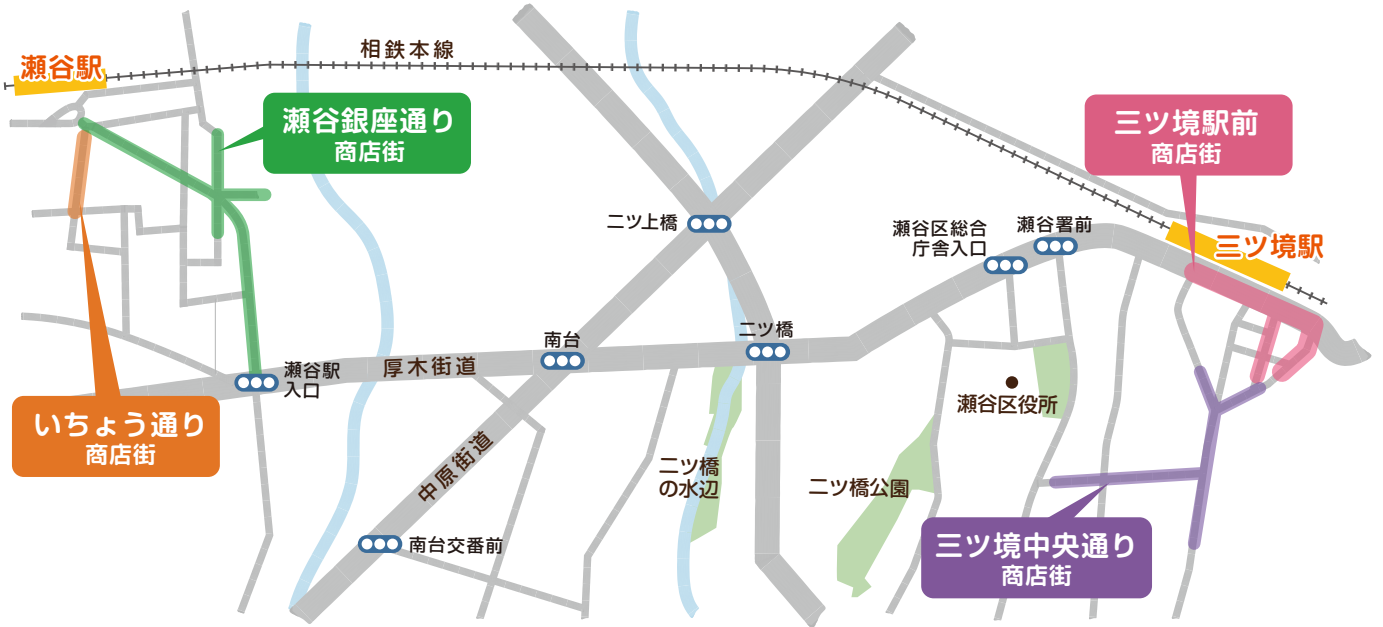 相鉄本線
瀬谷駅
瀬谷銀座通り
商店街
三ツ境駅前
商店街
二ツ上橋
瀬谷区総合
庁舎入口
瀬谷署前
三ツ境駅
南台
二ツ橋
瀬谷駅
入口
厚木街道
いちょう通り
商店街
瀬谷区役所
中原街道
二ツ橋
の水辺
二ツ橋公園
南台交番前
三ツ境中央通り
商店街